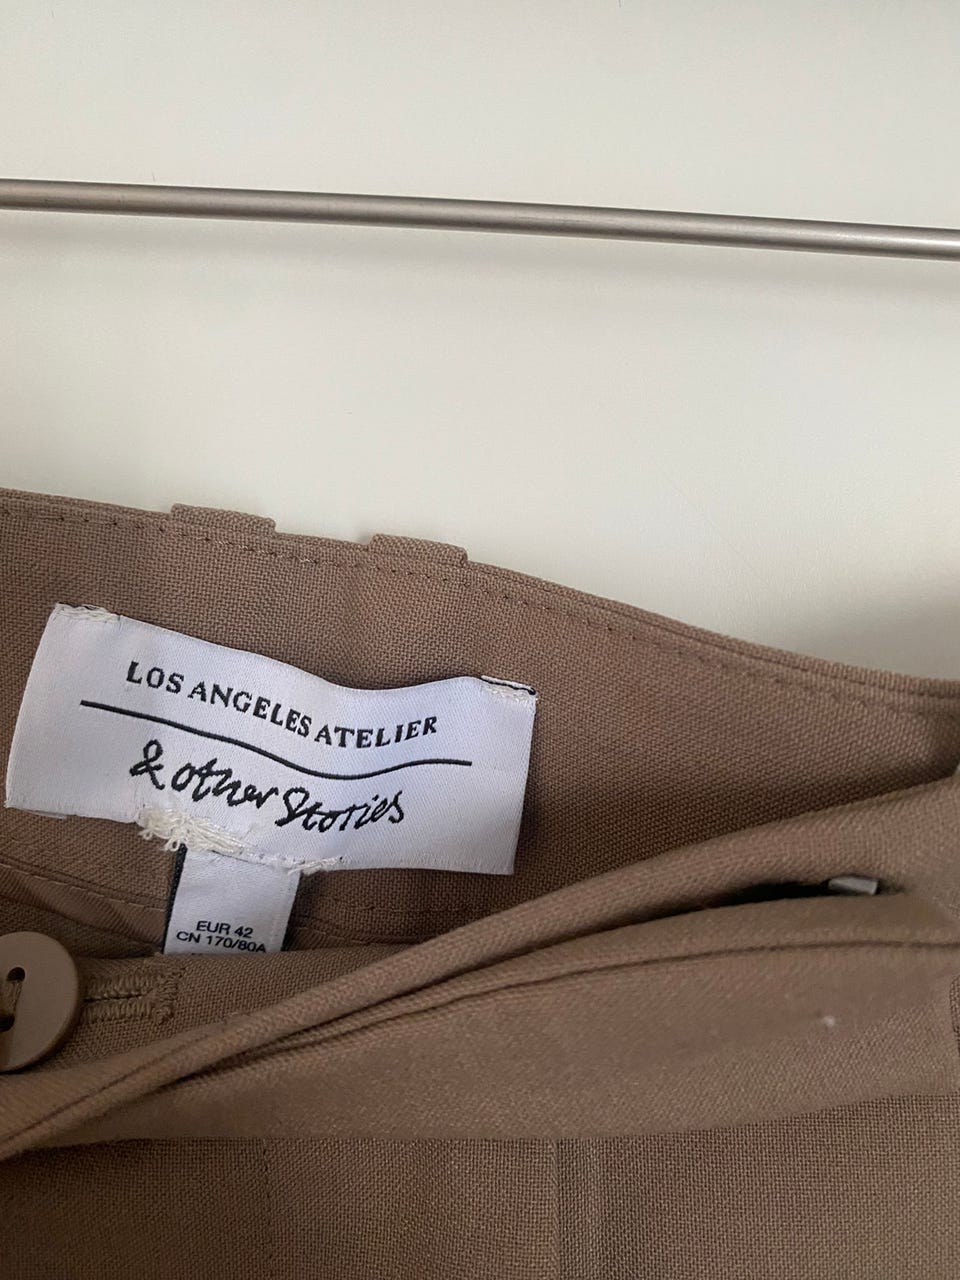 LOS ANGELES ATELIER
& other Stories
EUR 42
CN 170/80A